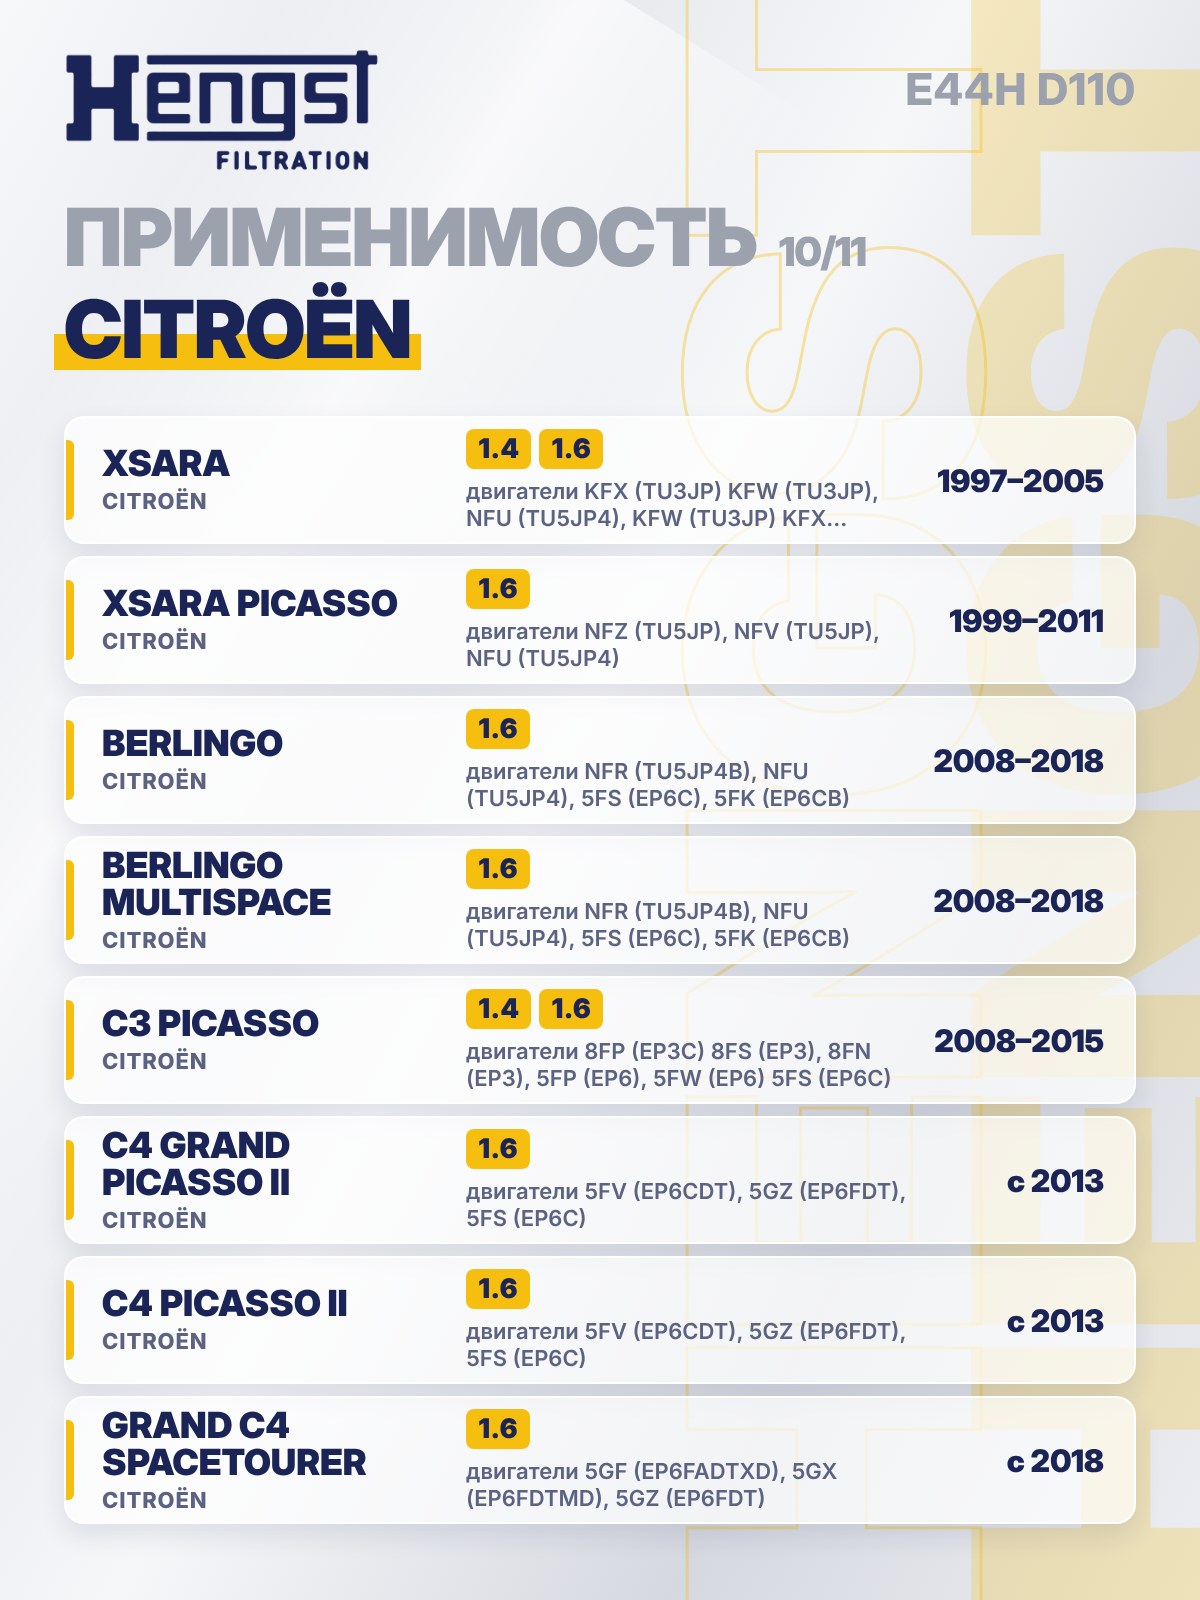 Hengst
FILTRATION
E44H D110
ПРИМЕНИМОСТЬ 10/11
CITROËN
XSARA
CITROËN
1.4 1.6
двигатели KFX (TU3JP) KFW (TU3JP),
NFU (TU5JP4), KFW (TU3JP) KFX...
1997–2005
XSARA PICASSO
CITROËN
1.6
двигатели NFZ (TU5JP), NFV (TU5JP),
NFU (TU5JP4)
1999–2011
BERLINGO
CITROËN
1.6
двигатели NFR (TU5JP4B), NFU
(TU5JP4), 5FS (EP6C), 5FK (EP6CB)
2008–2018
BERLINGO
MULTISPACE
CITROËN
1.6
двигатели NFR (TU5JP4B), NFU
(TU5JP4), 5FS (EP6C), 5FK (EP6CB)
2008–2018
C3 PICASSO
CITROËN
1.4 1.6
двигатели 8FP (EP3C) 8FS (EP3), 8FN
(EP3), 5FP (EP6), 5FW (EP6) 5FS (EP6C)
2008–2015
C4 GRAND
PICASSO II
CITROËN
1.6
двигатели 5FV (EP6CDT), 5GZ (EP6FDT),
5FS (EP6C)
с 2013
C4 PICASSO II
CITROËN
1.6
двигатели 5FV (EP6CDT), 5GZ (EP6FDT),
5FS (EP6C)
с 2013
GRAND C4
SPACETOURER
CITROËN
1.6
двигатели 5GF (EP6FADTXD), 5GX
(EP6FDTMD), 5GZ (EP6FDT)
с 2018
HENGST
HENGST